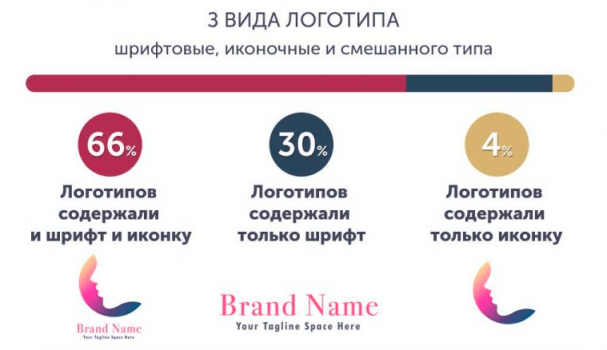 3 ВИДА ЛОГОТИПА
шрифтовые, иконочные и смешанного типа
66%
Логотипов
содержали
и шрифт и иконку
Brand Name
Your Tagline Space Here
30%
Логотипов
содержали
только шрифт
Brand Name
Your Tagline Space Here
4%
Логотипов
содержали
только иконку